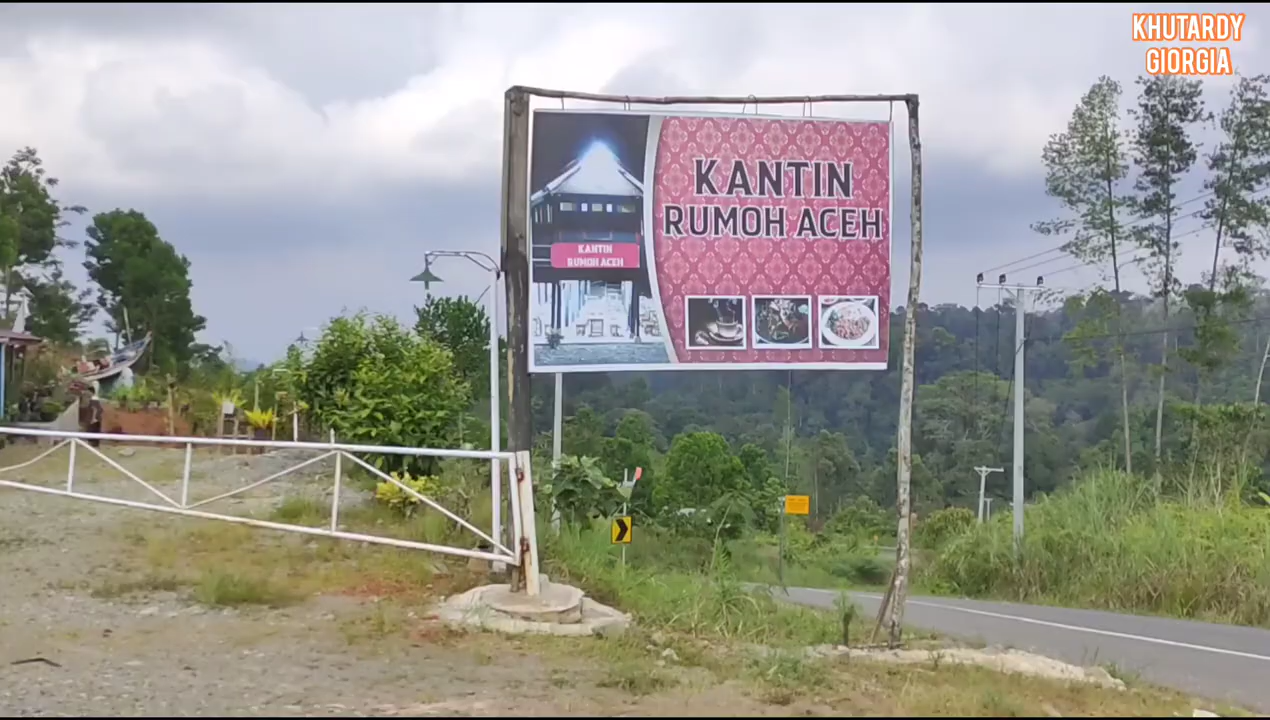 KHUTARDY
GIORGIA
KANTIN
RUMOH ACEH
KANTIN
RUMOH ACEH